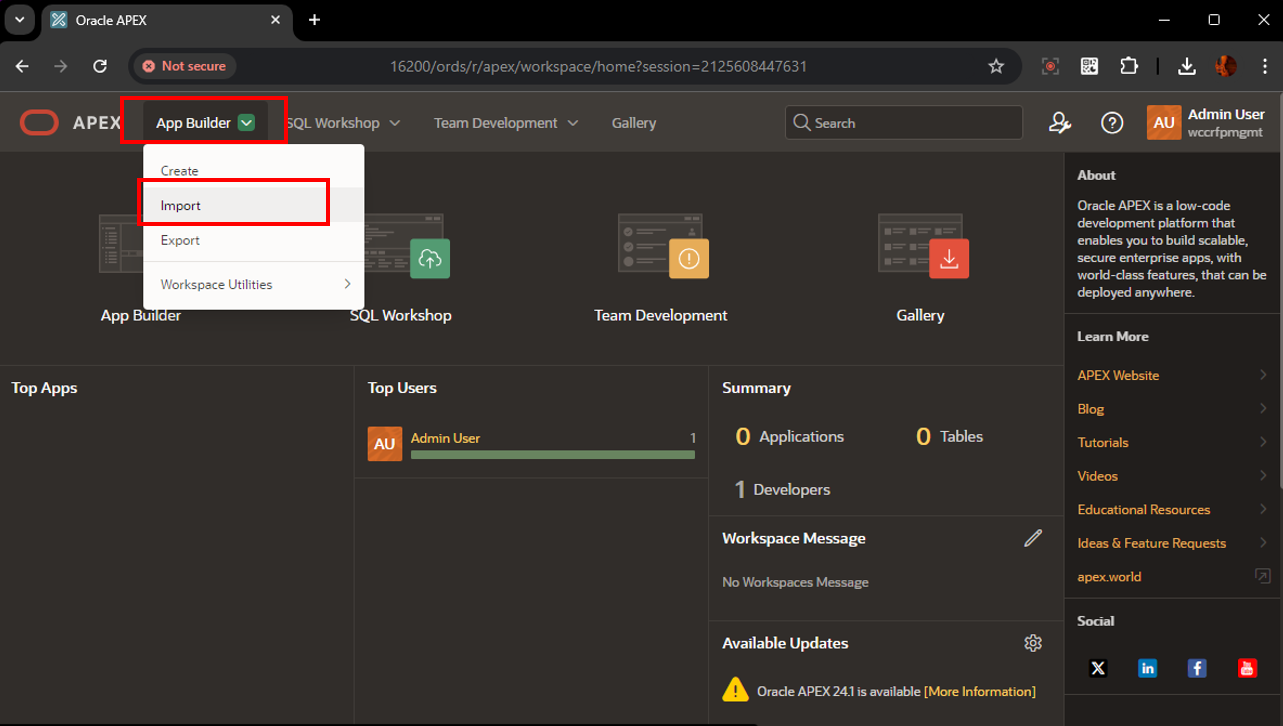 Oracle APEX
Not secure
16200/ords/r/apex/workspace/home?session=2125608447631
APEX
App Builder
SQL Workshop
Team Development
Gallery
Search
AU
Admin User
wccrfpmgmt
Create
Import
Export
Workspace Utilities
App Builder
SQL Workshop
Team Development
Gallery
Top Apps
Top Users
AU
Admin User
1
Summary
0 Applications
0 Tables
1 Developers
Workspace Message
No Workspaces Message
Available Updates
Oracle APEX 24.1 is available [More Information]
About
Oracle APEX is a low-code
development platform that
enables you to build scalable,
secure enterprise apps, with
world-class features, that can be
deployed anywhere.
Learn More
APEX Website
Blog
Tutorials
Videos
Educational Resources
Ideas & Feature Requests
apex.world
Social